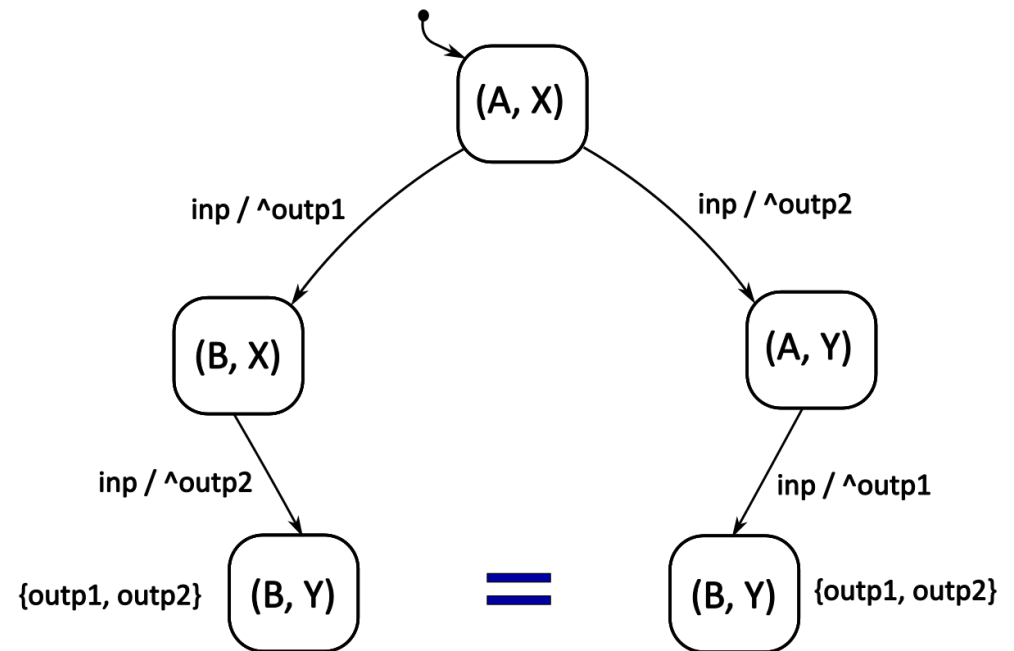 (A, X)
inp / ^outp1
inp / ^outp2
(B, X)
(A, Y)
inp / ^outp2
inp / ^outp1
{outp1, outp2}
(B, Y)
=
(B, Y)
{outp1, outp2}